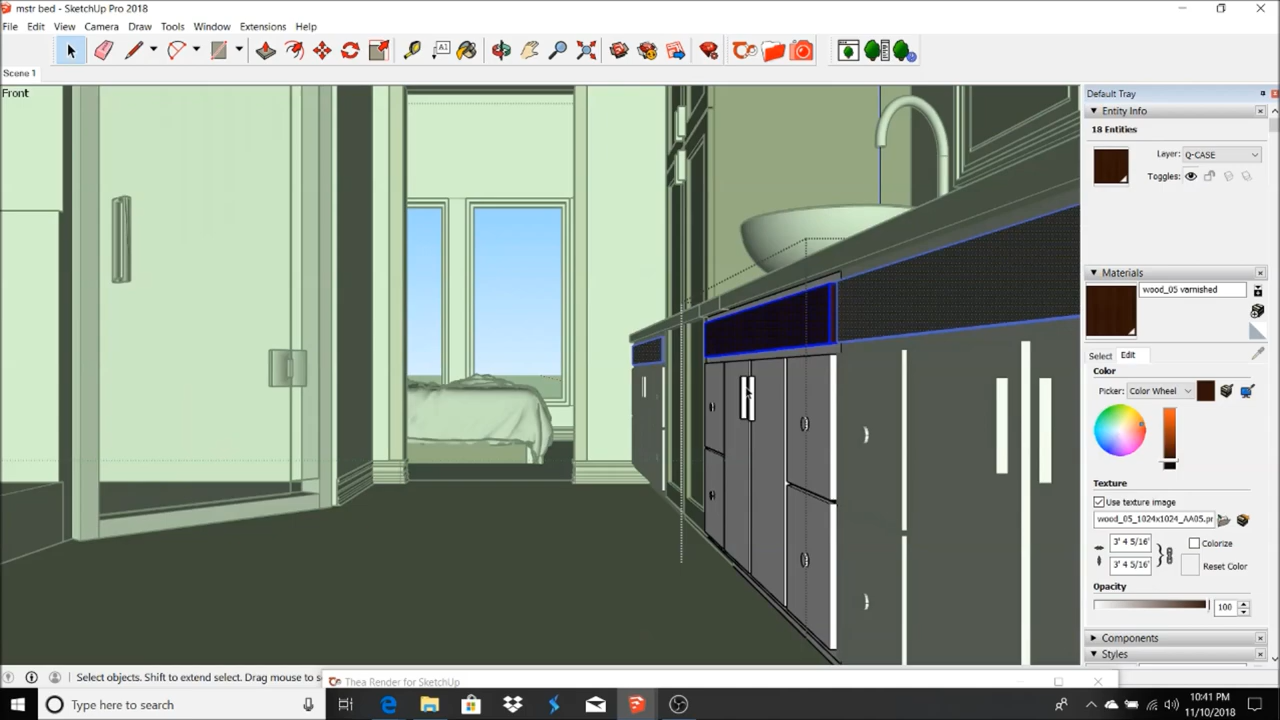 mstr bed - SketchUp Pro 2018
File Edit View Camera Draw Tools Window Extensions Help
A1
Scene 1
Front
Default Tray
Entity Info
18 Entities
Layer: Q-CASE
Toggles:
Materials
wood_05 varnished
Select Edit
Color
Picker: Color Wheel
Texture
Use texture image
wood_05_1024x1024_AA05.pr
3' 4 5/16"
Colorize
3' 4 5/16"
Reset Color
Opacity
100
Components
Styles
Select objects. Shift to extend select. Drag mouse to s
Thea Render for SketchUp
Type here to search
10:41 PM
11/10/2018